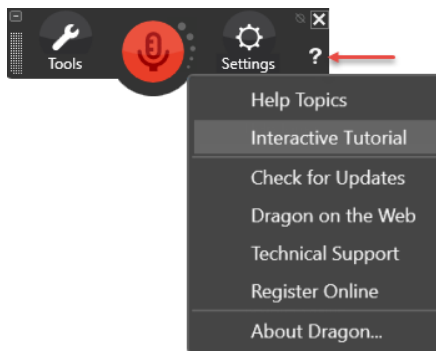 Tools
Settings
?
Help Topics
Interactive Tutorial
Check for Updates
Dragon on the Web
Technical Support
Register Online
About Dragon...